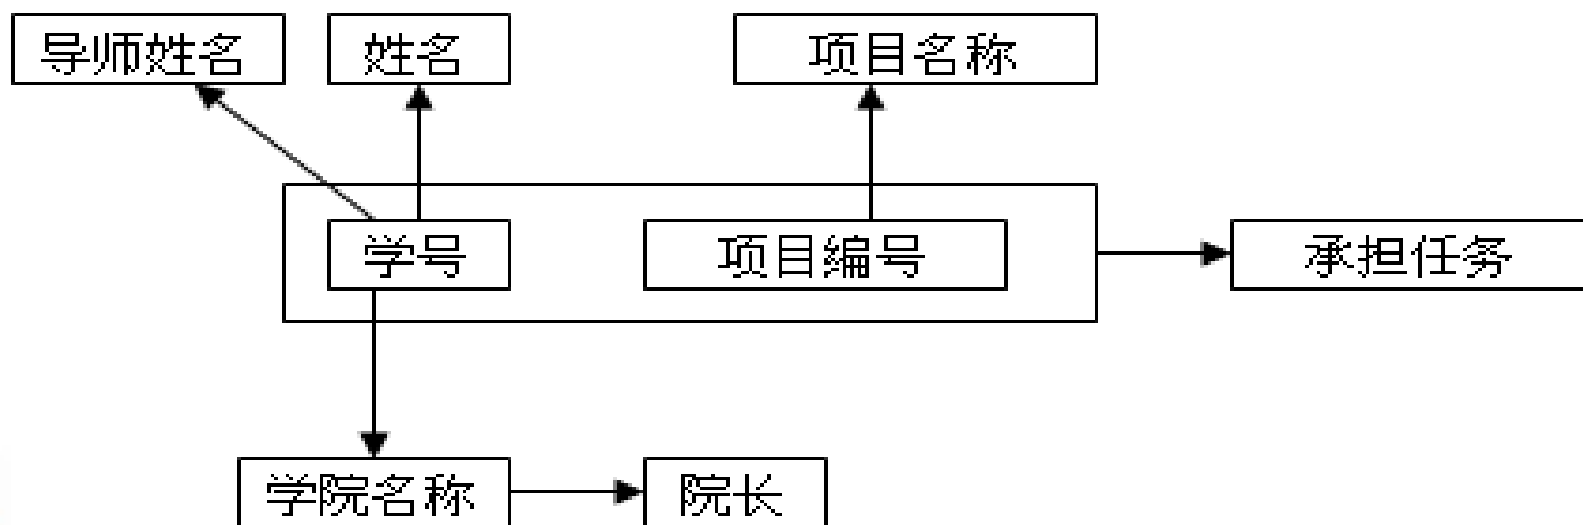 导师姓名
姓名
项目名称
学号
项目编号
承担任务
学院名称
院长